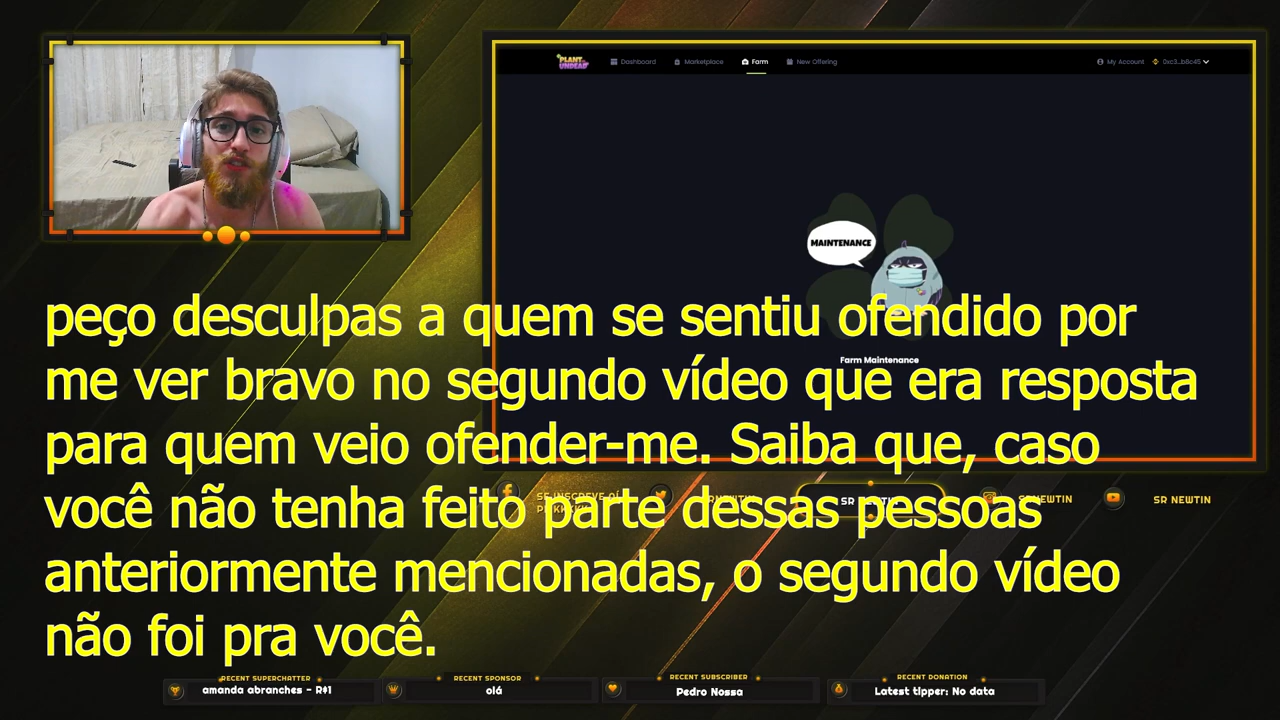 PLANT vs UNDEAD
Dashboard
Marketplace
Farm
New Offering
My Account
MAINTENANCE
Farm Maintenance
peço desculpas a quem se sentiu ofendido por
me ver bravo no segundo vídeo que era resposta
para quem veio ofender-me. Saiba que, caso
você não tenha feito parte dessas pessoas
anteriormente mencionadas, o segundo vídeo
não foi pra você.
SR NEWTIN
RECENT SUPERCHATTER
amanda abranches - R$1
RECENT SPONSOR
olá
RECENT SUBSCRIBER
Pedro Nossa
RECENT DONATION
Latest tipper: No data